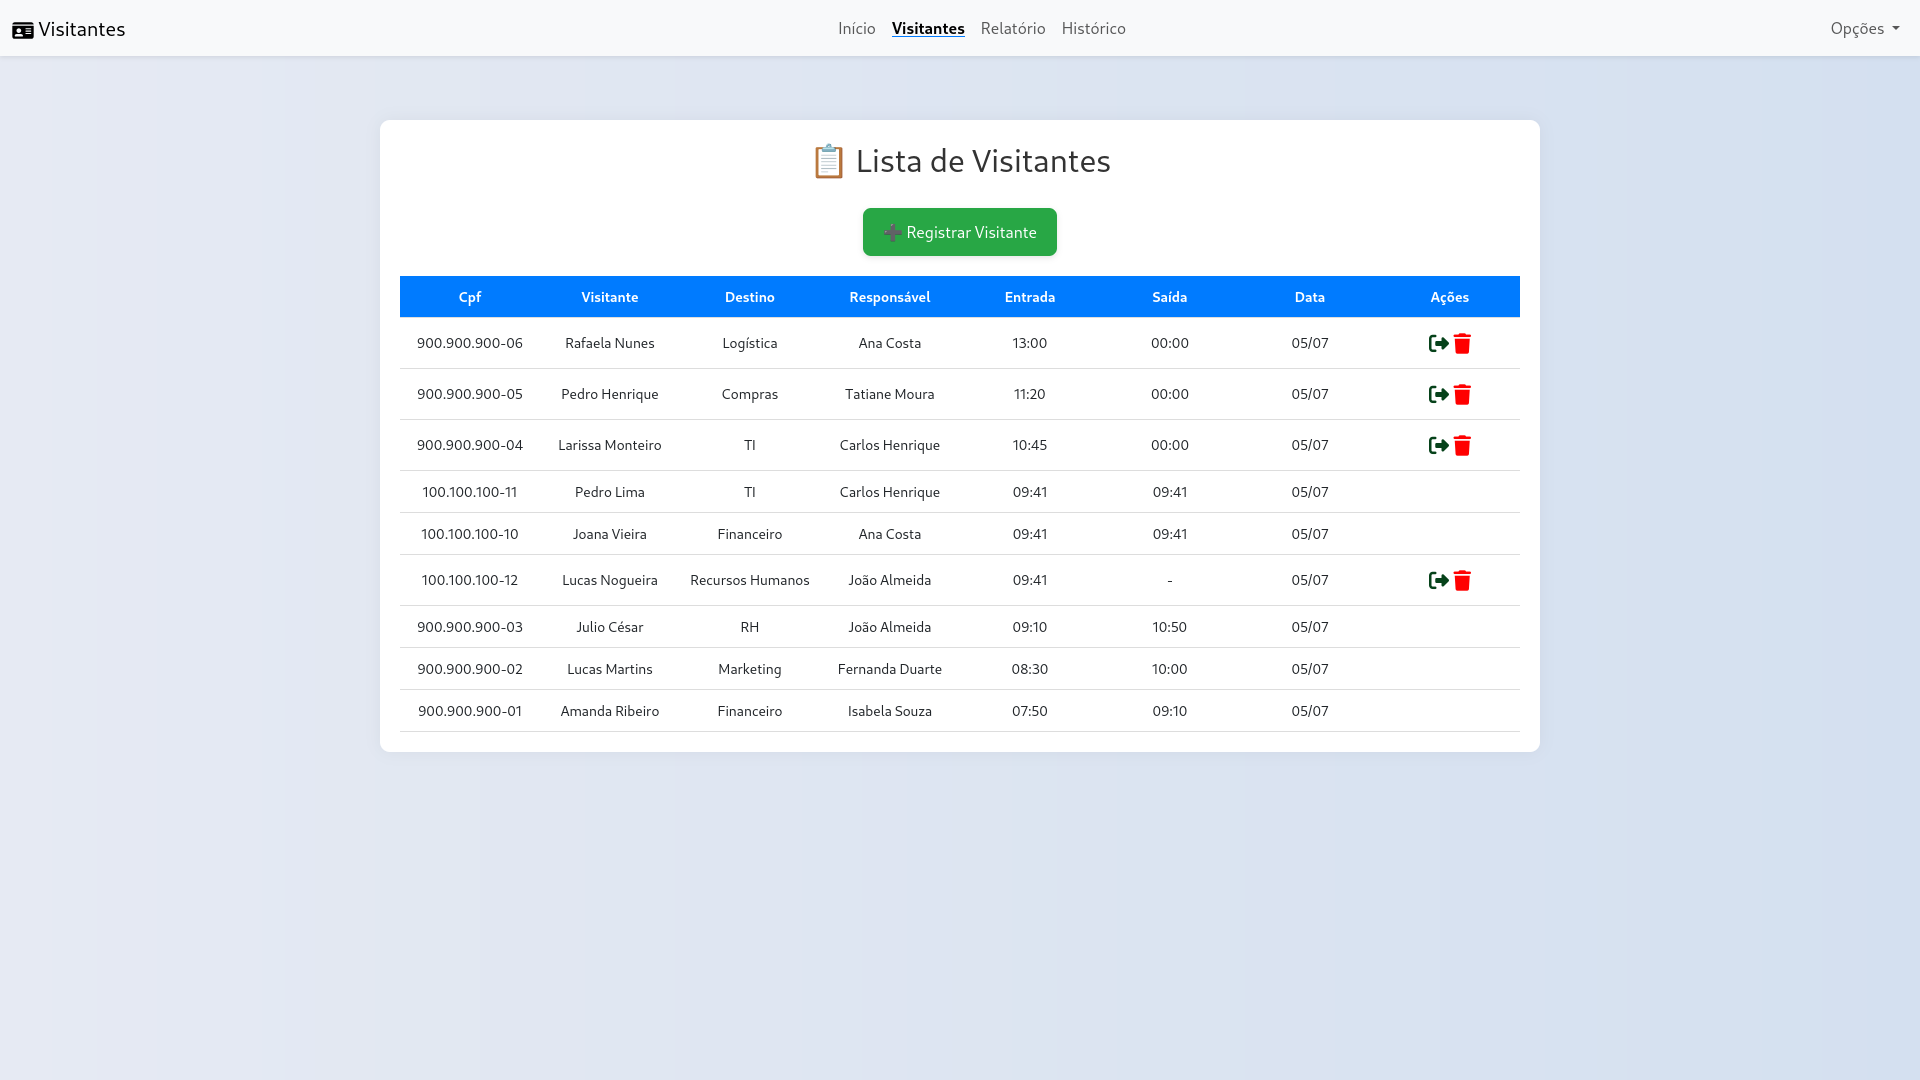 Visitantes
Início Visitantes Relatório Histórico
Opções
Lista de Visitantes
Registrar Visitante
Cpf Visitante Destino Responsável Entrada Saída Data Ações
900.900.900-06 Rafaela Nunes Logística Ana Costa 13:00 00:00 05/07
900.900.900-05 Pedro Henrique Compras Tatiane Moura 11:20 00:00 05/07
900.900.900-04 Larissa Monteiro TI Carlos Henrique 10:45 00:00 05/07
100.100.100-11 Pedro Lima TI Carlos Henrique 09:41 09:41 05/07
100.100.100-10 Joana Vieira Financeiro Ana Costa 09:41 09:41 05/07
100.100.100-12 Lucas Nogueira Recursos Humanos João Almeida 09:41 - 05/07
900.900.900-03 Julio César RH João Almeida 09:10 10:50 05/07
900.900.900-02 Lucas Martins Marketing Fernanda Duarte 08:30 10:00 05/07
900.900.900-01 Amanda Ribeiro Financeiro Isabela Souza 07:50 09:10 05/07